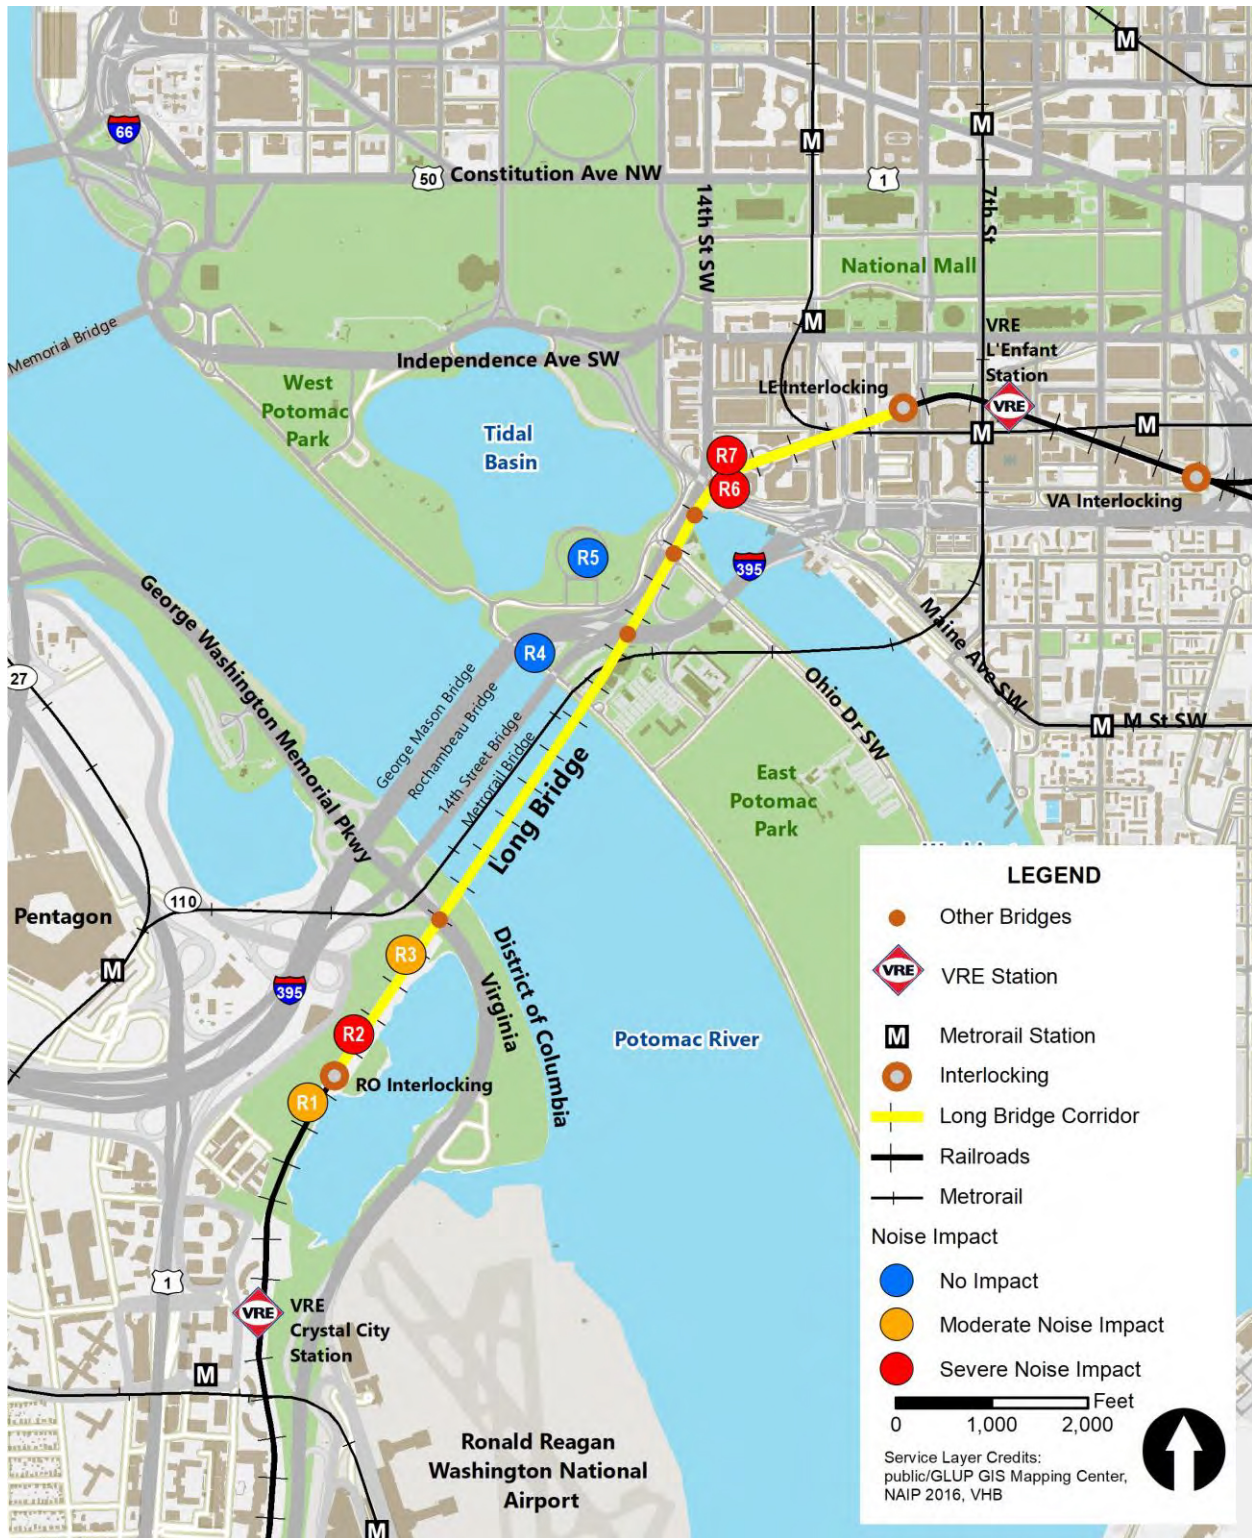 M
66
50
Constitution Ave NW
1
M
M
14th St SW
7th St
National Mall
Memorial Bridge
M
VRE
L'Enfant
Station
Independence Ave SW
LE Interlocking
VRE
West
Potomac
Park
Tidal
Basin
M
M
R7
R6
VA Interlocking
R5
395
George Washington Memorial Pkwy
Maine Ave SW
R4
27
George Mason Bridge
Rochambeau Bridge
14th Street Bridge
Metrorail Bridge
Ohio Dr SW
M
M St SW
Long Bridge
East
Potomac
Park
110
Pentagon
M
R3
395
District of Columbia
Virginia
R2
Potomac River
RO Interlocking
R1
1
VRE
VRE
Crystal City
Station
M
Ronald Reagan
Washington National
Airport
M
LEGEND
Other Bridges
VRE
VRE Station
M
Metrorail Station
Interlocking
Long Bridge Corridor
Railroads
Metrorail
Noise Impact
No Impact
Moderate Noise Impact
Severe Noise Impact
Feet
0 1,000 2,000
Service Layer Credits:
public/GLUP GIS Mapping Center,
NAIP 2016, VHB